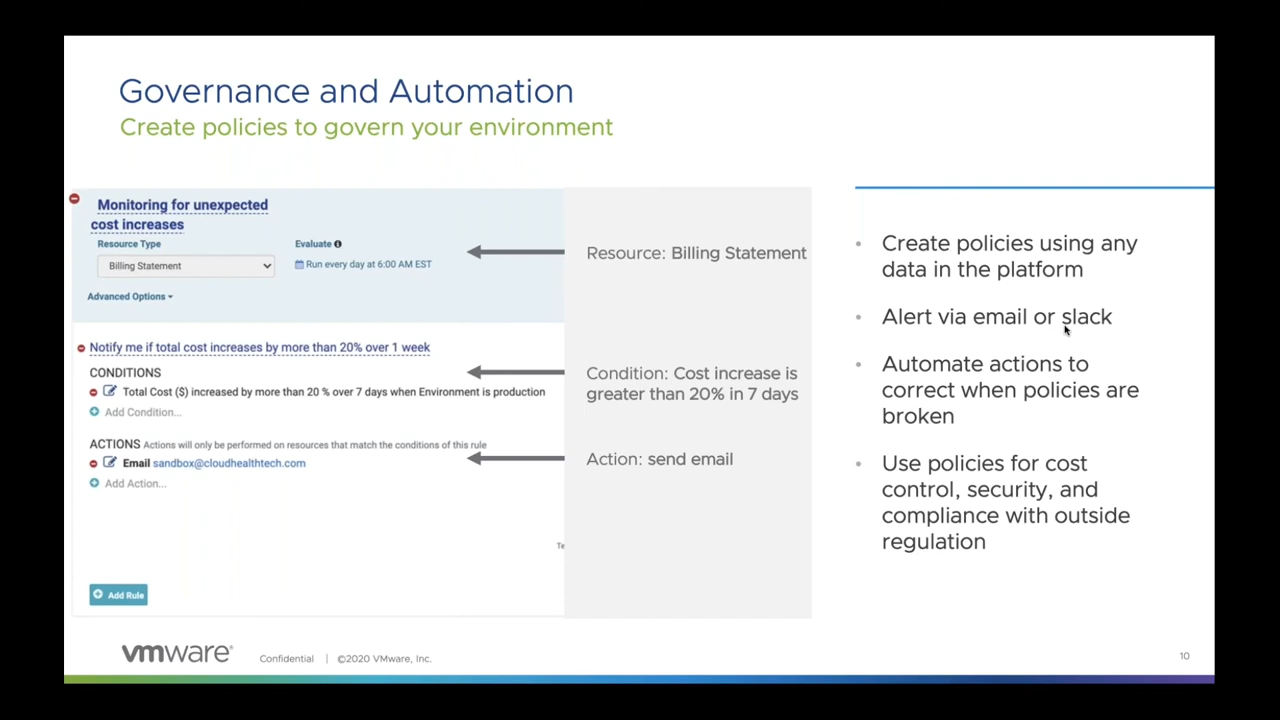 Governance and Automation
Create policies to govern your environment
Monitoring for unexpected
cost increases
Resource Type
Evaluate
Billing Statement
Run every day at 6:00 AM EST
Advanced Options
Notify me if total cost increases by more than 20% over 1 week
CONDITIONS
Total Cost ($) increased by more than 20 % over 7 days when Environment is production
Add Condition...
ACTIONS Actions will only be performed on resources that match the conditions of this rule
Email sandbox@cloudhealthtech.com
Add Action...
Te
Add Rule
Resource: Billing Statement
Condition: Cost increase is
greater than 20% in 7 days
Action: send email
• Create policies using any
data in the platform
• Alert via email or slack
• Automate actions to
correct when policies are
broken
• Use policies for cost
control, security, and
compliance with outside
regulation
vmware®
Confidential | ©2020 VMware, Inc.
10